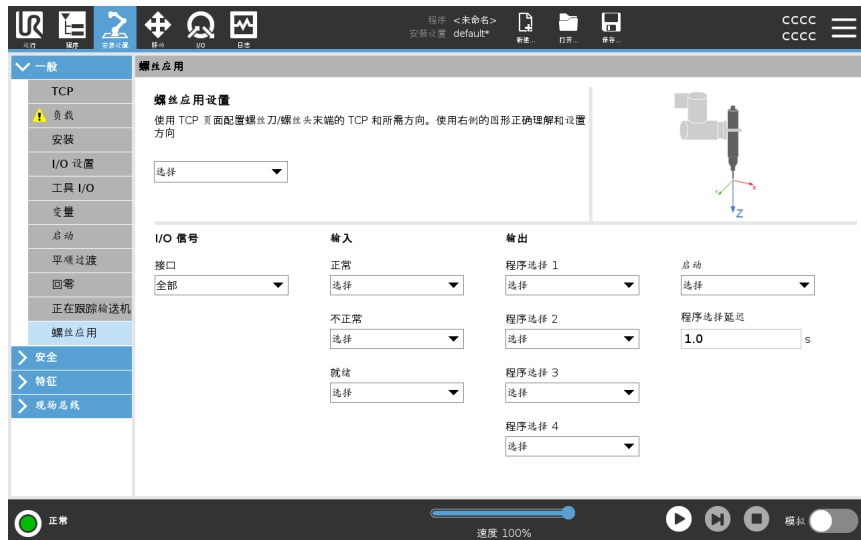 程序 <未命名>
安装设置 default*
运行 程序 安装设置 移动 I/O 日志
新建... 打开... 保存...
cccc
cccc
一般
螺丝应用
TCP
负载
安装
I/O 设置
工具 I/O
变量
启动
平顺过渡
回零
正在跟踪输送机
螺丝应用
安全
特征
现场总线
螺丝应用设置
使用 TCP 页面配置螺丝刀/螺丝头末端的 TCP 和所需方向。使用右侧的图形正确理解和设置
方向
选择
Y X
Z
I/O 信号 输入 输出
接口 正常 程序选择 1 启动
全部 选择 选择 选择
不正常 程序选择 2 程序选择延迟
选择 选择 1.0 s
就绪 程序选择 3
选择 选择
程序选择 4
选择
正常
速度 100%
模拟